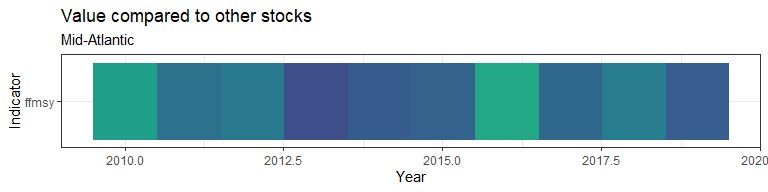 Value compared to other stocks
Mid-Atlantic
Indicator
ffmsy
2010.0 2012.5 2015.0 2017.5 2020
Year